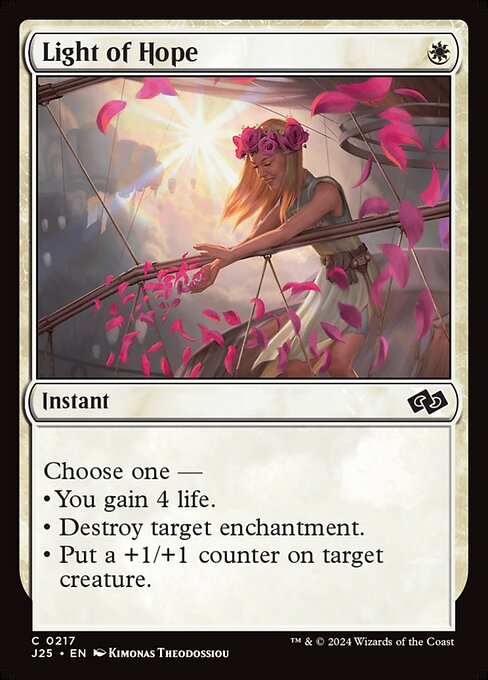 Light of Hope
Instant
Choose one —
• You gain 4 life.
• Destroy target enchantment.
• Put a +1/+1 counter on target
creature.
C 0217
J25 • EN Kimonas Theodossiou
™ & © 2024 Wizards of the Coast